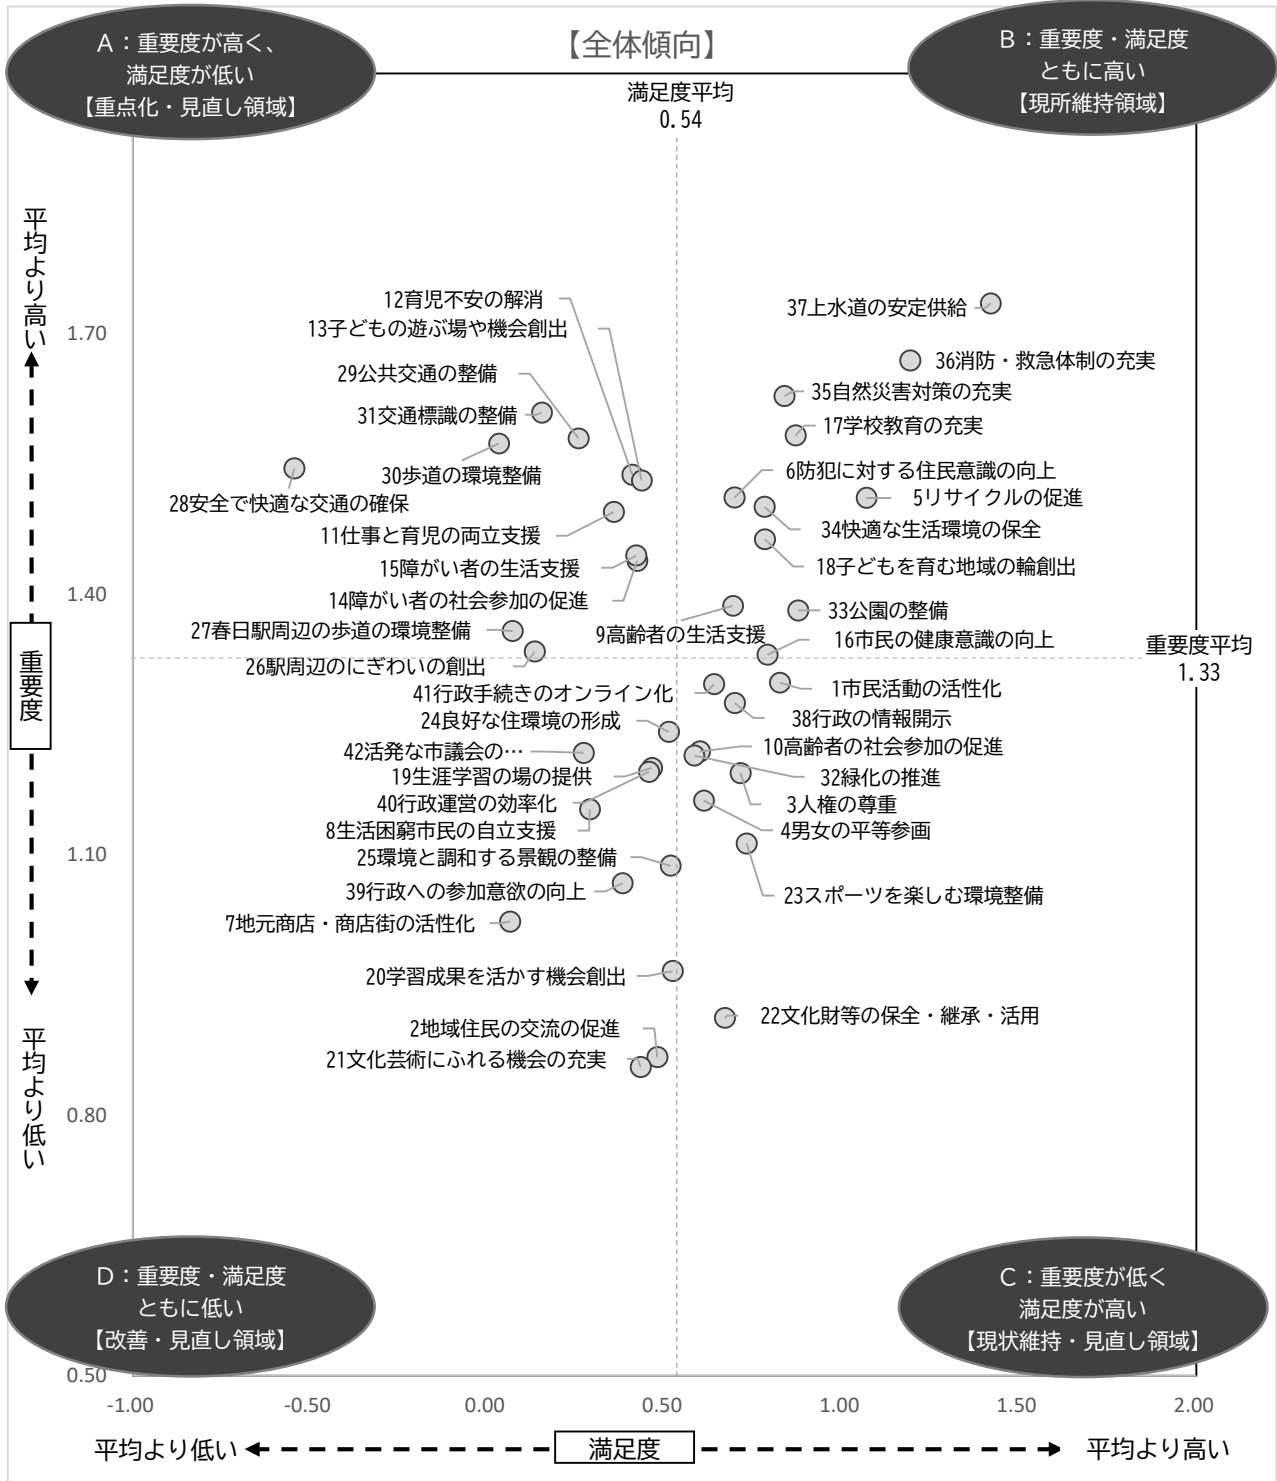 【全体傾向】
A：重要度が高く、
満足度が低い
【重点化・見直し領域】
B：重要度・満足度
ともに高い
【現所維持領域】
満足度平均
0.54
平均より高い
重要度
平均より低い
1.70
1.40
1.10
0.80
0.50
12育児不安の解消
13子どもの遊ぶ場や機会創出
29公共交通の整備
31交通標識の整備
30歩道の環境整備
28安全で快適な交通の確保
11仕事と育児の両立支援
15障がい者の生活支援
14障がい者の社会参加の促進
27春日駅周辺の歩道の環境整備
26駅周辺のにぎわいの創出
37上水道の安定供給
36消防・救急体制の充実
35自然災害対策の充実
17学校教育の充実
6防犯に対する住民意識の向上
5リサイクルの促進
34快適な生活環境の保全
18子どもを育む地域の輪創出
33公園の整備
9高齢者の生活支援
16市民の健康意識の向上
重要度平均
1.33
41行政手続きのオンライン化
24良好な住環境の形成
42活発な市議会の…
19生涯学習の場の提供
40行政運営の効率化
8生活困窮市民の自立支援
25環境と調和する景観の整備
39行政への参加意欲の向上
7地元商店・商店街の活性化
20学習成果を活かす機会創出
2地域住民の交流の促進
21文化芸術にふれる機会の充実
1市民活動の活性化
38行政の情報開示
10高齢者の社会参加の促進
32緑化の推進
3人権の尊重
4男女の平等参画
23スポーツを楽しむ環境整備
22文化財等の保全・継承・活用
D：重要度・満足度
ともに低い
【改善・見直し領域】
C：重要度が低く
満足度が高い
【現状維持・見直し領域】
-1.00
-0.50
0.00
0.50
1.00
1.50
2.00
平均より低い
満足度
平均より高い